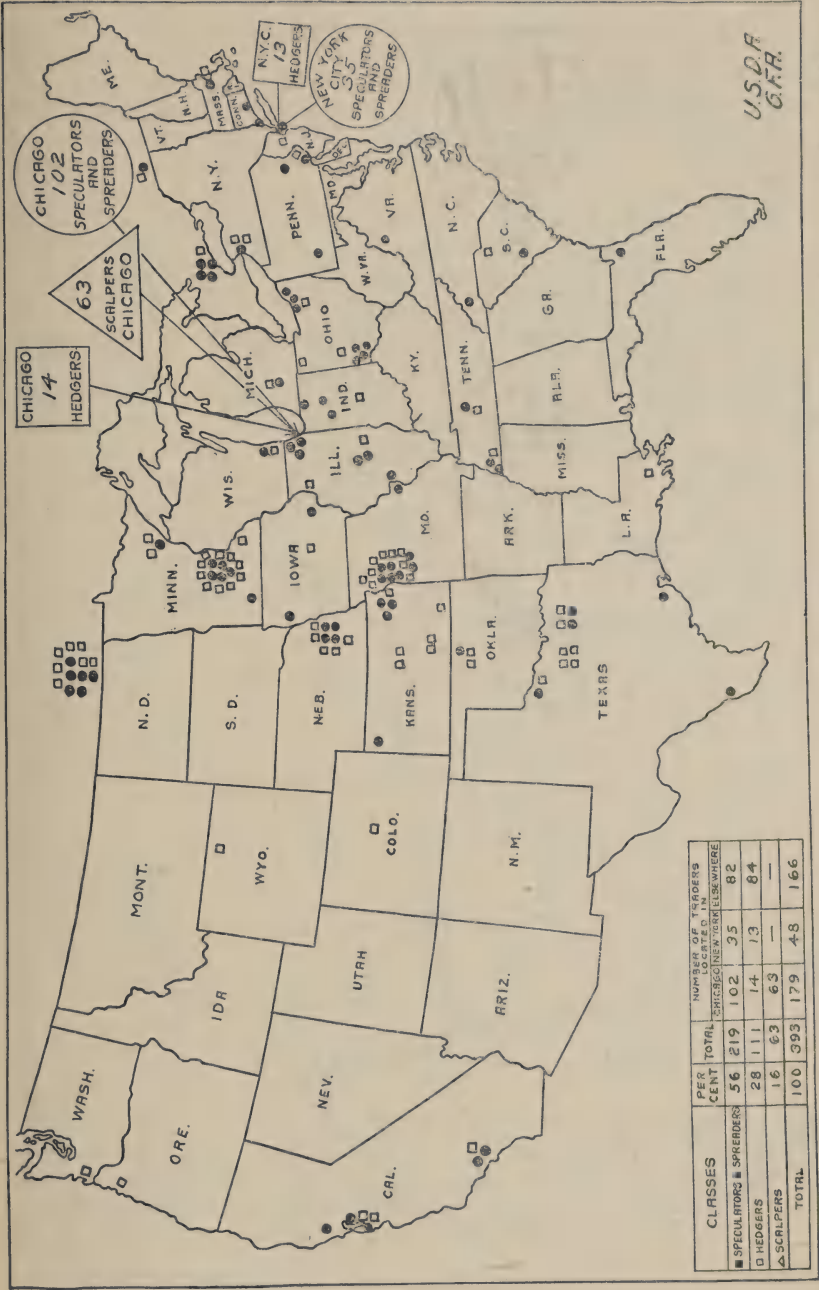 CHICAGO
14
HEDGERS
63
SCALPERS
CHICAGO
CHICAGO
102
SPECULATORS
AND
SPREADERS
N.Y.C.
13
HEDGERS
NEW YORK
CITY
35
SPECULATORS
AND
SPREADERS
WASH.
ORE.
CAL.
NEV.
IDA
MONT.
WYO.
UTAH
ARIZ.
COLO.
N.M.
N.D.
S.D.
NEB.
KANS.
OKLA.
TEXAS
MINN.
IOWA
MO.
ARK.
LA.
WIS.
ILL.
MICH.
IND.
OHIO
KY.
TENN.
MISS.
ALA.
GA.
FLA.
S.C.
N.C.
VA.
W.VA.
MD.
DEL.
PENN.
N.J.
N.Y.
CONN.
MASS.
VT.
N.H.
ME.
CLASSES PER CENT TOTAL NUMBER OF TRADERS LOCATED IN
CHICAGO NEW YORK ELSEWHERE
SPECULATORS & SPREADERS 56 219 102 35 82
HEDGERS 28 111 14 13 84
SCALPERS 16 63 63 — —
TOTAL 100 393 179 48 166
U.S.D.A.
G.F.A.